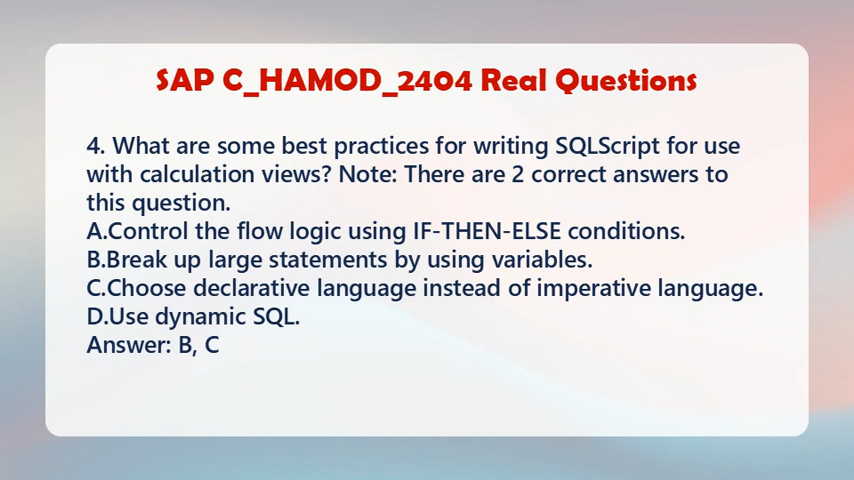 SAP C_HAMOD_2404 Real Questions
4. What are some best practices for writing SQLScript for use
with calculation views? Note: There are 2 correct answers to
this question.
A.Control the flow logic using IF-THEN-ELSE conditions.
B.Break up large statements by using variables.
C.Choose declarative language instead of imperative language.
D.Use dynamic SQL.
Answer: B, C